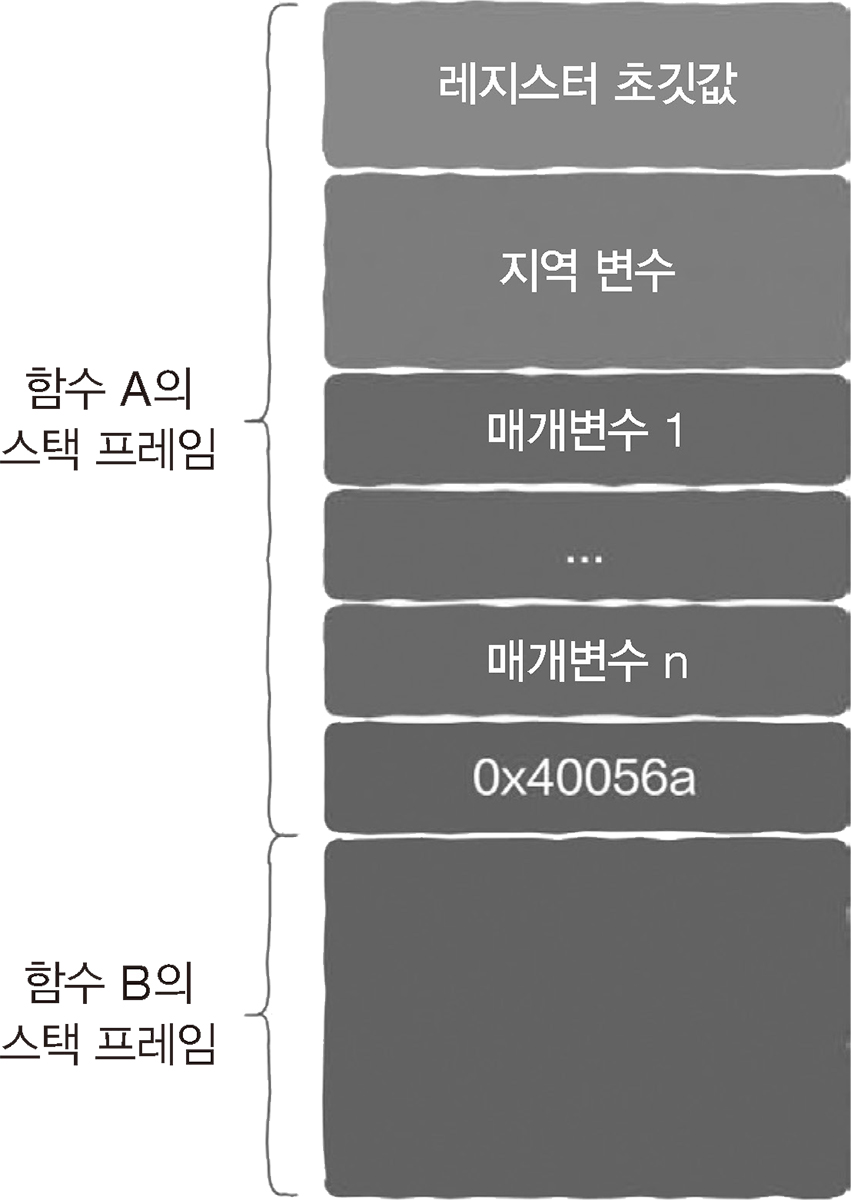 레지스터 초깃값
지역 변수
함수 A의
스택 프레임
매개변수 1
...
매개변수 n
0x40056a
함수 B의
스택 프레임